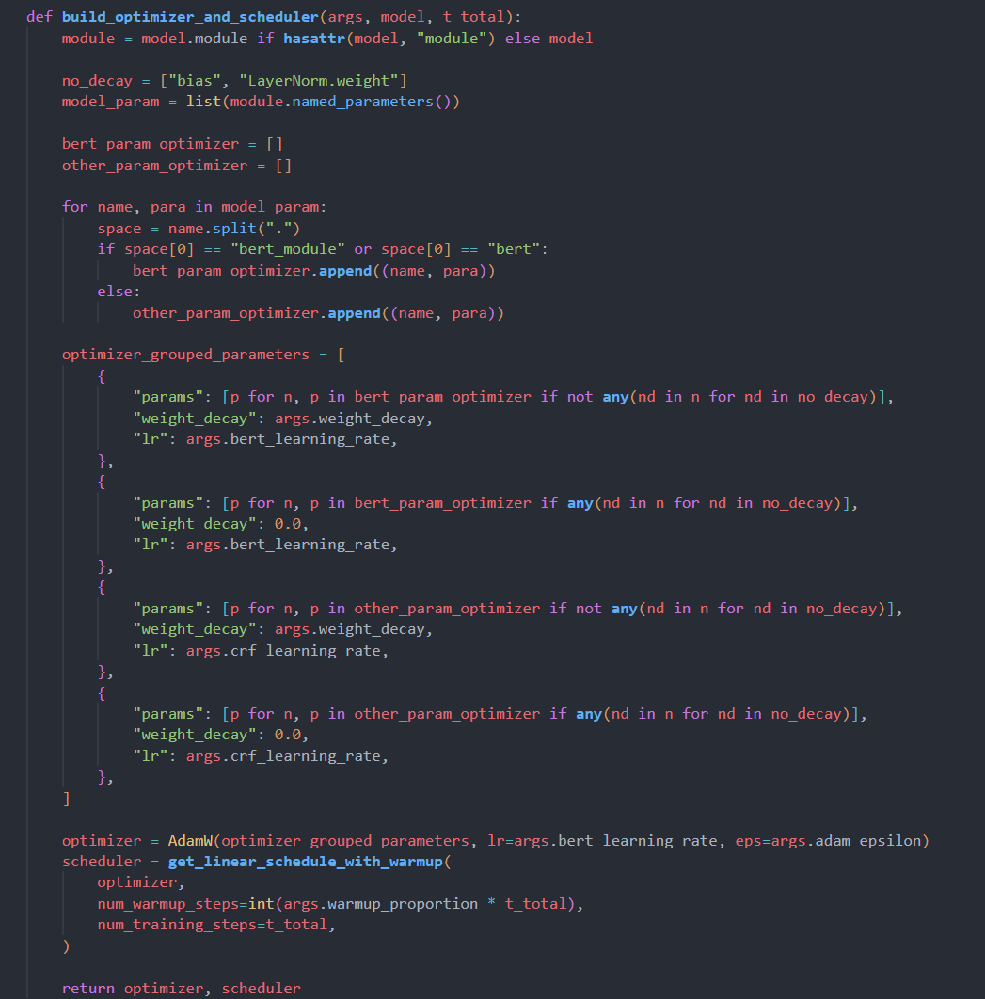 def build_optimizer_and_scheduler(args, model, t_total):
    module = model.module if hasattr(model, "module") else model

    no_decay = ["bias", "LayerNorm.weight"]
    model_param = list(module.named_parameters())

    bert_param_optimizer = []
    other_param_optimizer = []

    for name, para in model_param:
        space = name.split(".")
        if space[0] == "bert_module" or space[0] == "bert":
            bert_param_optimizer.append((name, para))
        else:
            other_param_optimizer.append((name, para))

    optimizer_grouped_parameters = [
        {
            "params": [p for n, p in bert_param_optimizer if not any(nd in n for nd in no_decay)],
            "weight_decay": args.weight_decay,
            "lr": args.bert_learning_rate,
        },
        {
            "params": [p for n, p in bert_param_optimizer if any(nd in n for nd in no_decay)],
            "weight_decay": 0.0,
            "lr": args.bert_learning_rate,
        },
        {
            "params": [p for n, p in other_param_optimizer if not any(nd in n for nd in no_decay)],
            "weight_decay": args.weight_decay,
            "lr": args.crf_learning_rate,
        },
        {
            "params": [p for n, p in other_param_optimizer if any(nd in n for nd in no_decay)],
            "weight_decay": 0.0,
            "lr": args.crf_learning_rate,
        },
    ]

    optimizer = AdamW(optimizer_grouped_parameters, lr=args.bert_learning_rate, eps=args.adam_epsilon)
    scheduler = get_linear_schedule_with_warmup(
        optimizer,
        num_warmup_steps=int(args.warmup_proportion * t_total),
        num_training_steps=t_total,
    )

    return optimizer, scheduler